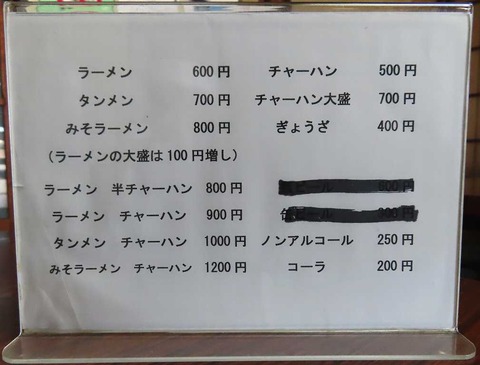 ラーメン 600円 チャーハン 500円
タンメン 700円 チャーハン大盛 700円
みそラーメン 800円 ぎょうざ 400円
(ラーメンの大盛は100円増し)
ラーメン 半チャーハン 800円
ラーメン チャーハン 900円
タンメン チャーハン 1000円 ノンアルコール 250円
みそラーメン チャーハン 1200円 コーラ 200円